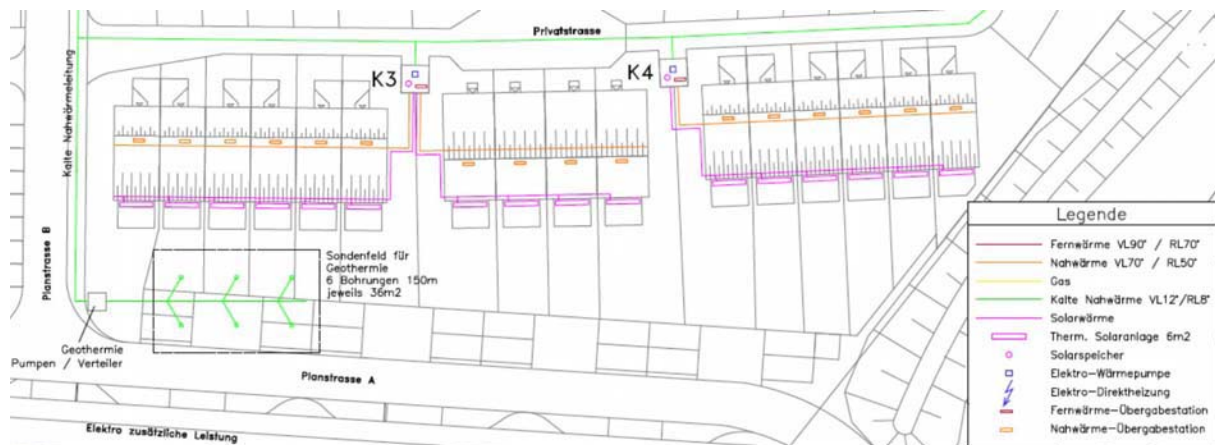 Privatstrasse
Kalte Nahwärmeleitung
K3
K4
Planstrasse B
Sondenfeld für
Geothermie
6 Bohrungen 150m
jeweils 36m2
Geothermie
Pumpen / Verteiler
Planstrasse A
Elektro zusätzliche Leistung
Legende
Fernwärme VL90° / RL70°
Nahwärme VL70° / RL50°
Gas
Kalte Nahwärme VL12°/RL8°
Solarwärme
Therm. Solaranlage 6m2
Solarspeicher
Elektro-Wärmepumpe
Elektro-Direktheizung
Fernwärme-Übergabestation
Nahwärme-Übergabestation